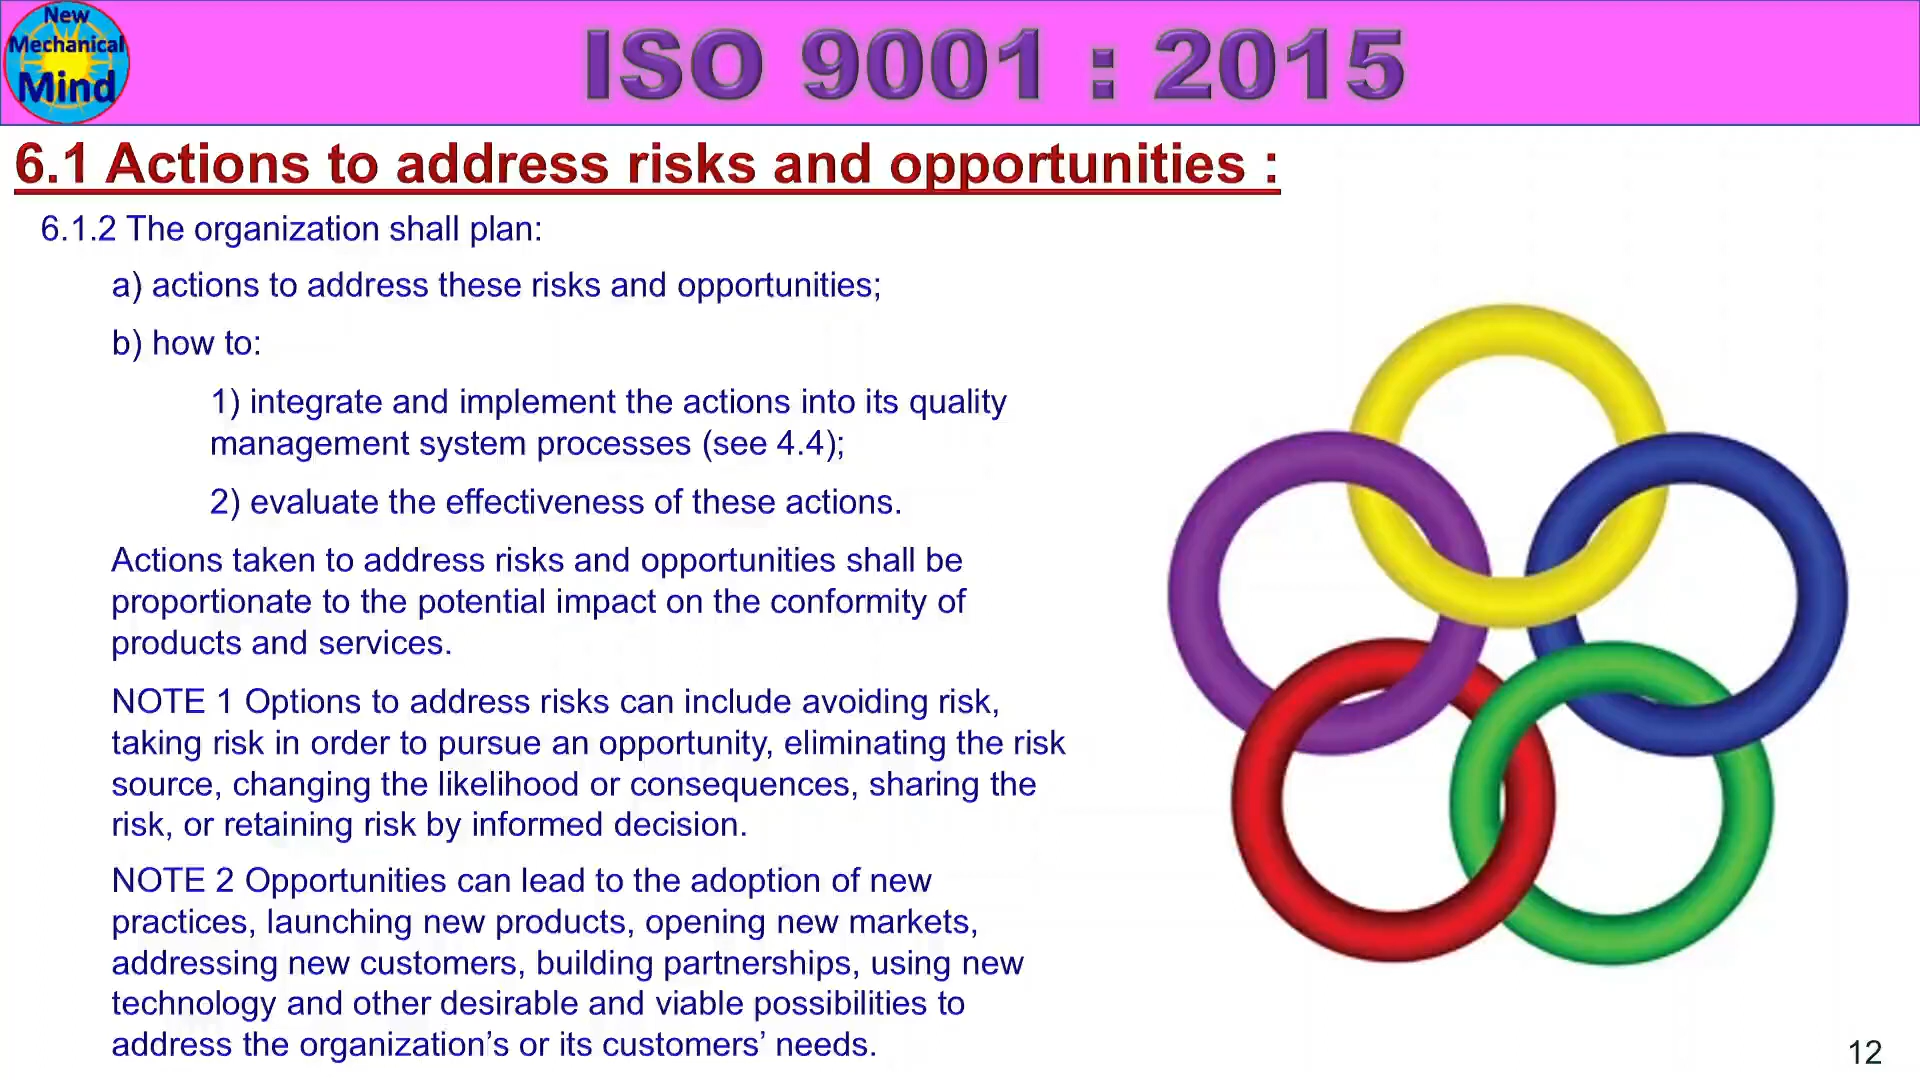 New
Mechanical
Mind
ISO 9001 : 2015
6.1 Actions to address risks and opportunities :
6.1.2 The organization shall plan:
a) actions to address these risks and opportunities;
b) how to:
1) integrate and implement the actions into its quality
management system processes (see 4.4);
2) evaluate the effectiveness of these actions.
Actions taken to address risks and opportunities shall be
proportionate to the potential impact on the conformity of
products and services.
NOTE 1 Options to address risks can include avoiding risk,
taking risk in order to pursue an opportunity, eliminating the risk
source, changing the likelihood or consequences, sharing the
risk, or retaining risk by informed decision.
NOTE 2 Opportunities can lead to the adoption of new
practices, launching new products, opening new markets,
addressing new customers, building partnerships, using new
technology and other desirable and viable possibilities to
address the organization’s or its customers’ needs.
12